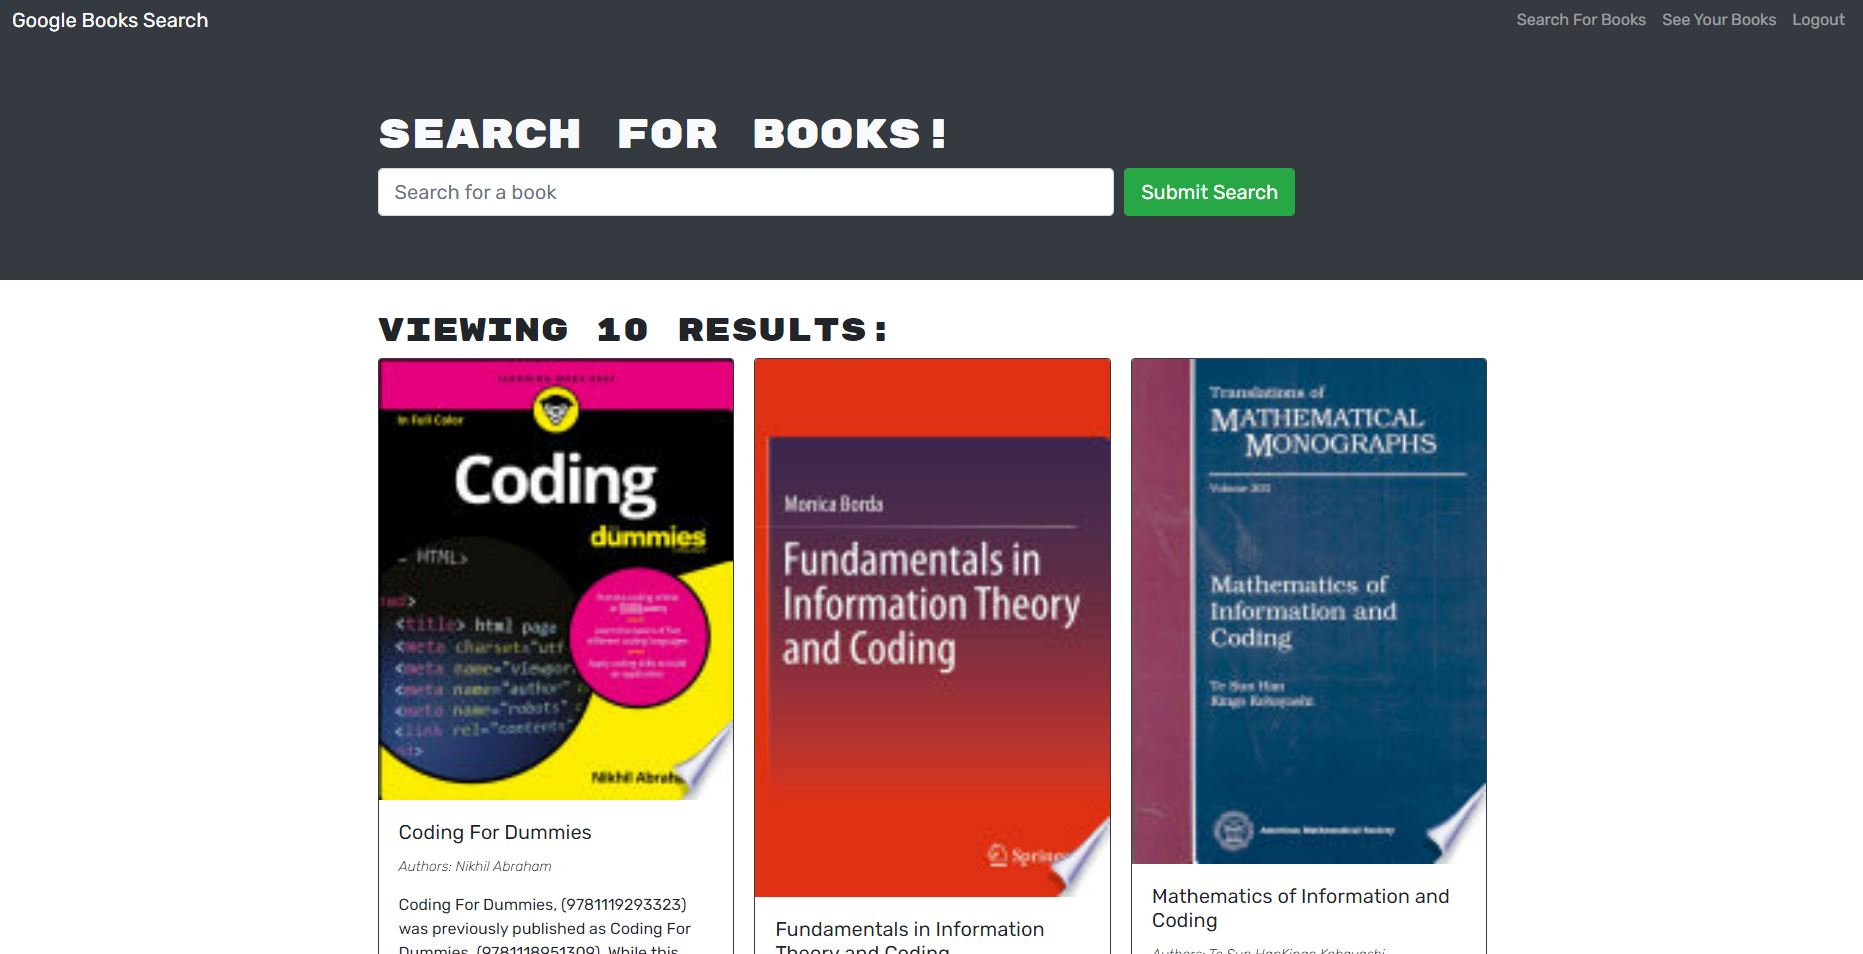 Google Books Search
Search For Books See Your Books Logout
SEARCH FOR BOOKS!
Search for a book
Submit Search
VIEWING 10 RESULTS:
LEARNING MADE EASY
In Full Color
Coding
dummies
HTML>
<title> html page
<meta charset="utf
<meta name="viewpor
<meta name="author"
<meta name="robots"
<link rel="contents"
Nikhil Abraha
Coding For Dummies
Authors: Nikhil Abraham
Coding For Dummies, (9781119293323)
was previously published as Coding For
Dummies, (9781118951309). While this
Monica Borda
Fundamentals in
Information Theory
and Coding
Springe
Fundamentals in Information
Theory and Coding
Translations of
MATHEMATICAL
MONOGRAPHS
Volume
Mathematics of
Information and
Coding
Te Sun Han
Kingo Kobayashi
American Mathematical Society
Mathematics of Information and
Coding
Authors: Te Sun HanKingo Kobayashi